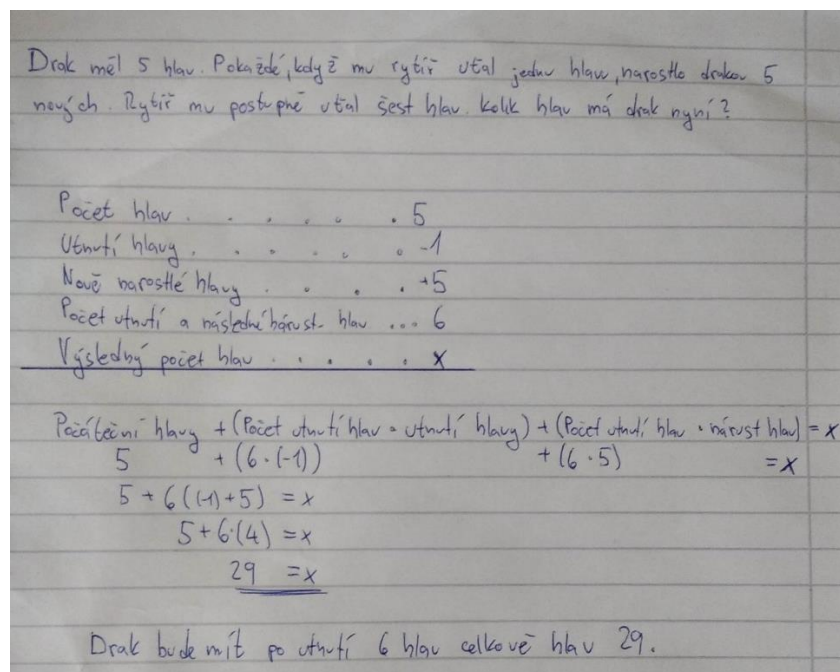 Drak měl 5 hlav. Pokaždé, když mu rytíř uťal jednu hlavu, narostlo drakov 5
nových. Rytíř mu postupně uťal šest hlav. Kolik hlav má drak nyní?
Počet hlav . . . . . . 5
Utnutí hlavy . . . . . . -1
Nově narostlé hlavy . . . . +5
Počet utnutí a následné nárust. hlav ... 6
Výsledný počet hlav . . . . . x
Počáteční hlavy + (Počet utnutí hlav · utnutí hlavy) + (Počet utnutí hlav · nárust hlav) = x
5 + (6 · (-1)) + (6 · 5) = x
5 + 6((-1)+5) = x
5 + 6·(4) = x
29 = x
Drak bude mít po utnutí 6 hlav celkově hlav 29.